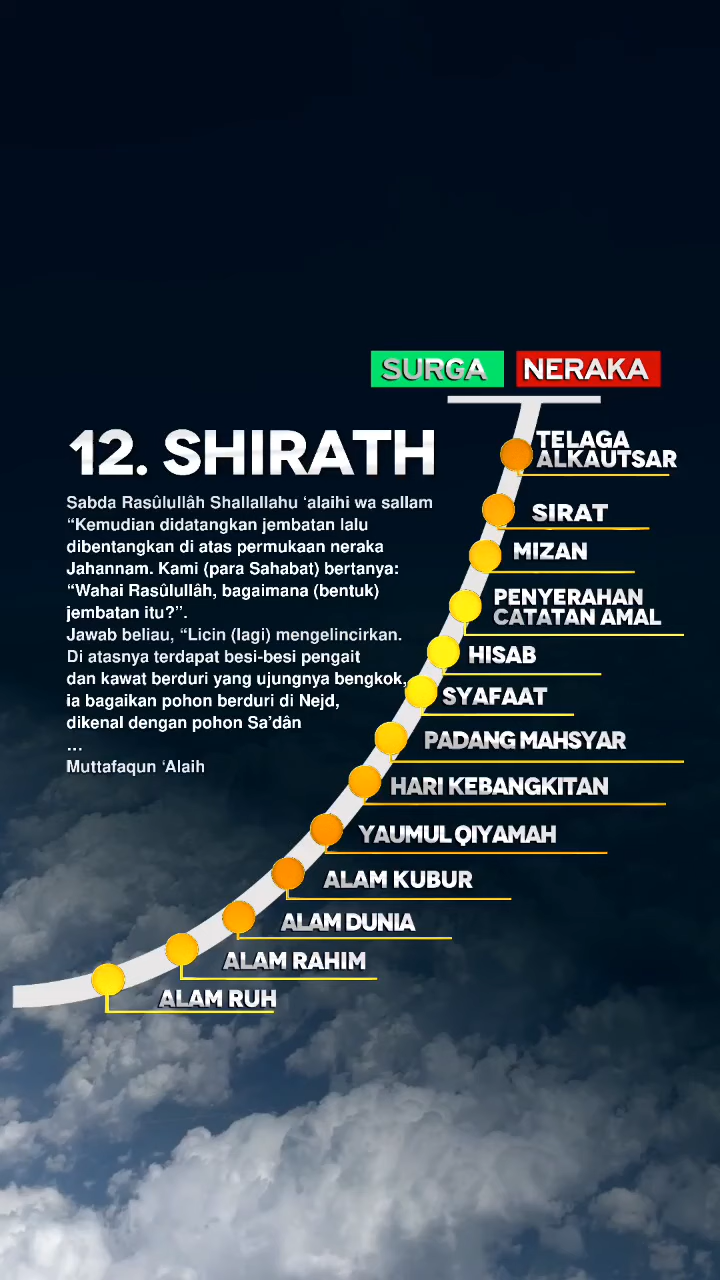 SURGA
NERAKA
12. SHIRATH
Sabda Rasûlullâh Shallallahu ‘alaihi wa sallam
“Kemudian didatangkan jembatan lalu
dibentangkan di atas permukaan neraka
Jahannam. Kami (para Sahabat) bertanya:
“Wahai Rasûlullâh, bagaimana (bentuk)
jembatan itu?”.
Jawab beliau, “Licin (lagi) mengelincirkan.
Di atasnya terdapat besi-besi pengait
dan kawat berduri yang ujungnya bengkok,
ia bagaikan pohon berduri di Nejd,
dikenal dengan pohon Sa’dân
...
Muttafaqun ‘Alaih
TELAGA
ALKAUTSAR
SIRAT
MIZAN
PENYERAHAN
CATATAN AMAL
HISAB
SYAFAAT
PADANG MAHSYAR
HARI KEBANGKITAN
YAUMUL QIYAMAH
ALAM KUBUR
ALAM DUNIA
ALAM RAHIM
ALAM RUH